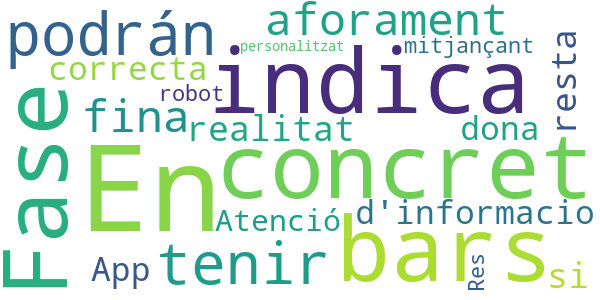 aforament
podrán
personalitzat
mitjançant
indica
correcta
resta
robot
Fase
fina
realitat
dona
En
concret
d'informacio
Atenció
bars
tenir
App
Res
si